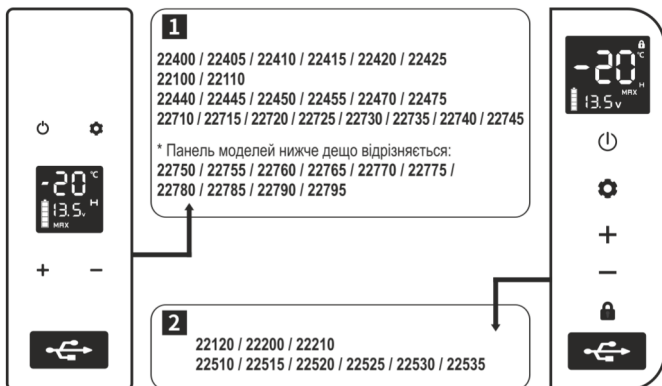 -20 °C
H
13.5v
MAX
+ −
1
22400 / 22405 / 22410 / 22415 / 22420 / 22425
22100 / 22110
22440 / 22445 / 22450 / 22455 / 22470 / 22475
22710 / 22715 / 22720 / 22725 / 22730 / 22735 / 22740 / 22745
* Панель моделей нижче дещо відрізняється:
22750 / 22755 / 22760 / 22765 / 22770 / 22775 /
22780 / 22785 / 22790 / 22795
2
22120 / 22200 / 22210
22510 / 22515 / 22520 / 22525 / 22530 / 22535
-20 °C
H
MAX
13.5v
+
−